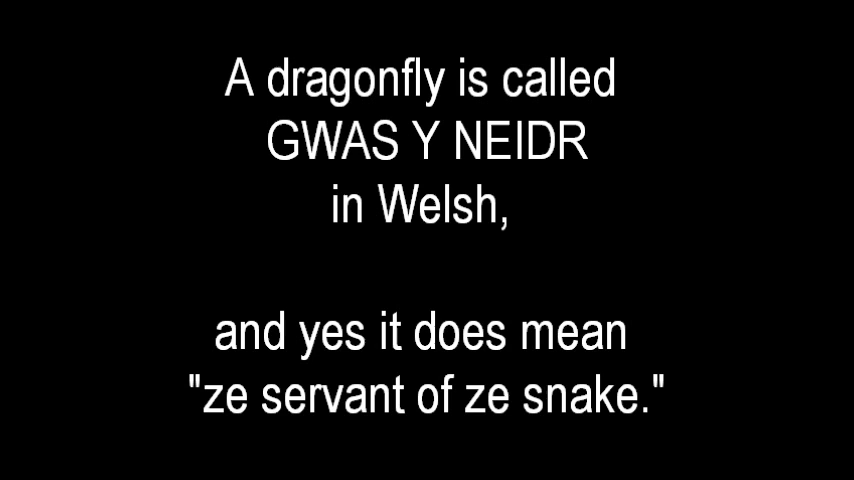 A dragonfly is called
GWAS Y NEIDR
in Welsh,
and yes it does mean
"ze servant of ze snake."